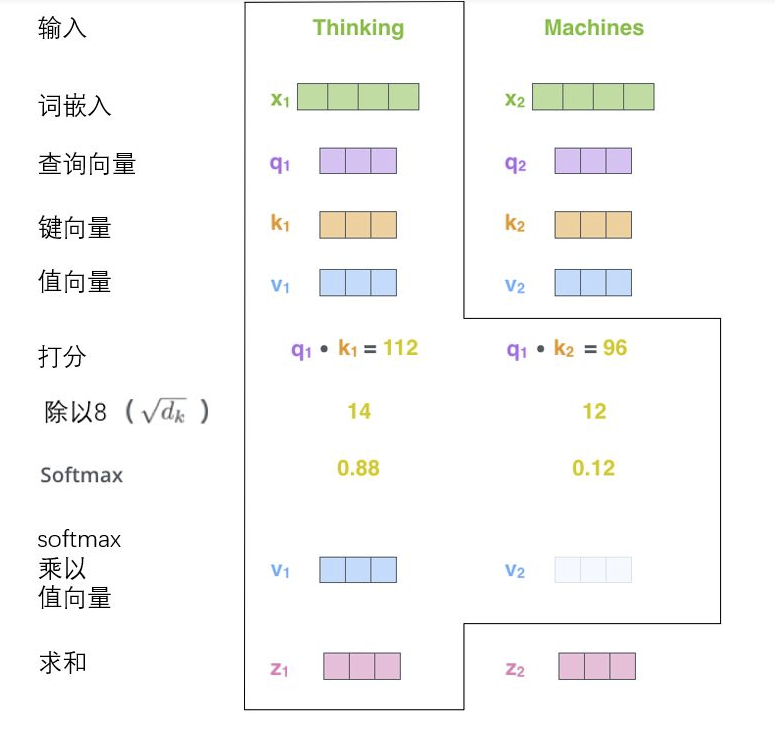 输入 Thinking Machines
词嵌入 x₁ x₂
查询向量 q₁ q₂
键向量 k₁ k₂
值向量 v₁ v₂
打分 q₁ • k₁ = 112 q₁ • k₂ = 96
除以8 ( √dₖ ) 14 12
Softmax 0.88 0.12
softmax
乘以 v₁ v₂
值向量
求和 z₁ z₂